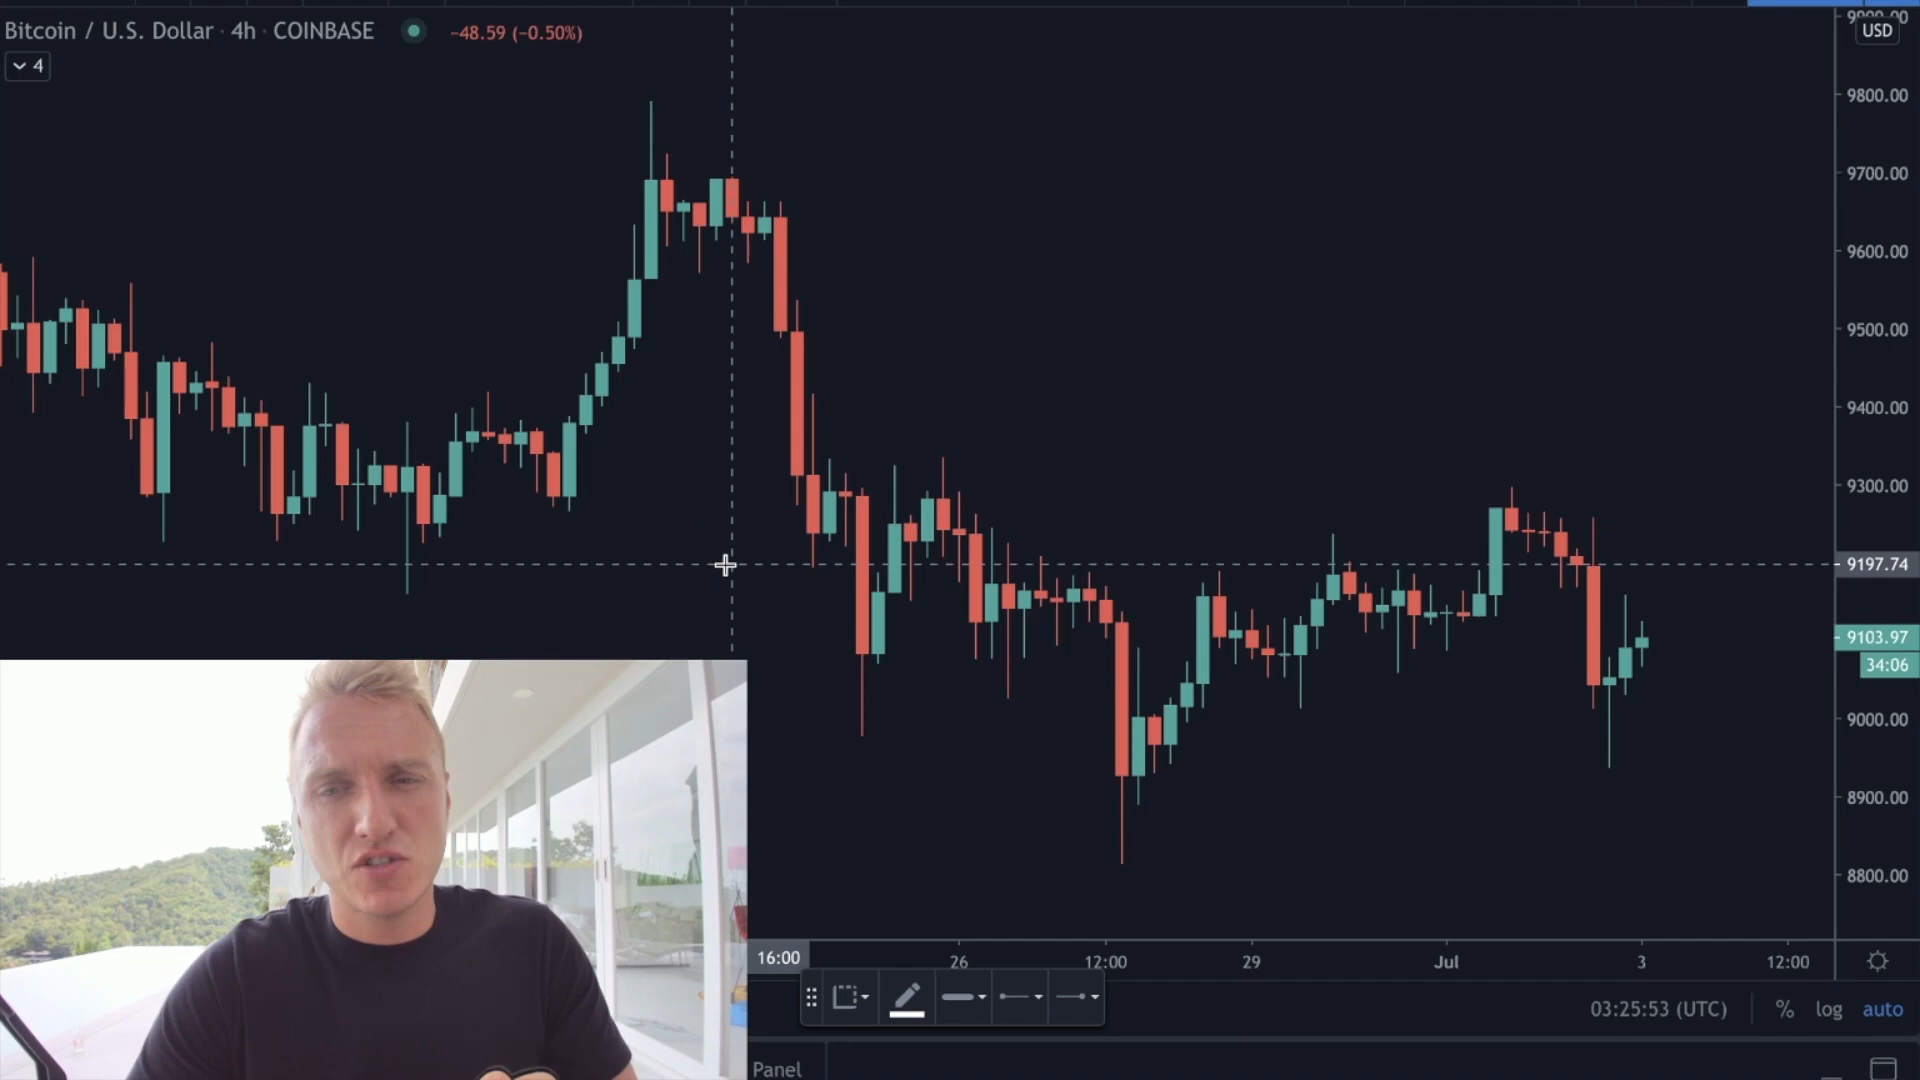 Bitcoin / U.S. Dollar · 4h · COINBASE −48.59 (−0.50%)
4
USD
9800.00
9700.00
9600.00
9500.00
9400.00
9300.00
9197.74
9103.97
34:06
9000.00
8900.00
8800.00
16:00 26 12:00 29 Jul 3 12:00
03:25:53 (UTC) % log auto
Panel